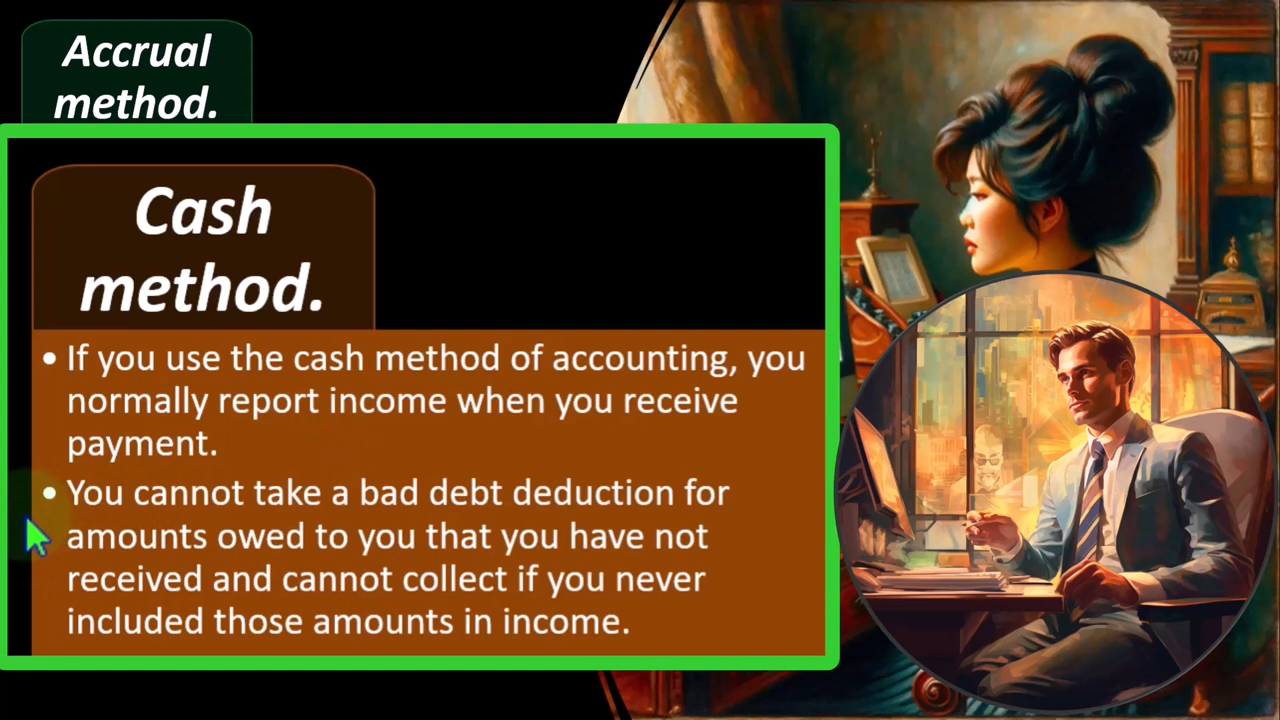 Accrual
method.
Cash
method.
• If you use the cash method of accounting, you
normally report income when you receive
payment.
• You cannot take a bad debt deduction for
amounts owed to you that you have not
received and cannot collect if you never
included those amounts in income.